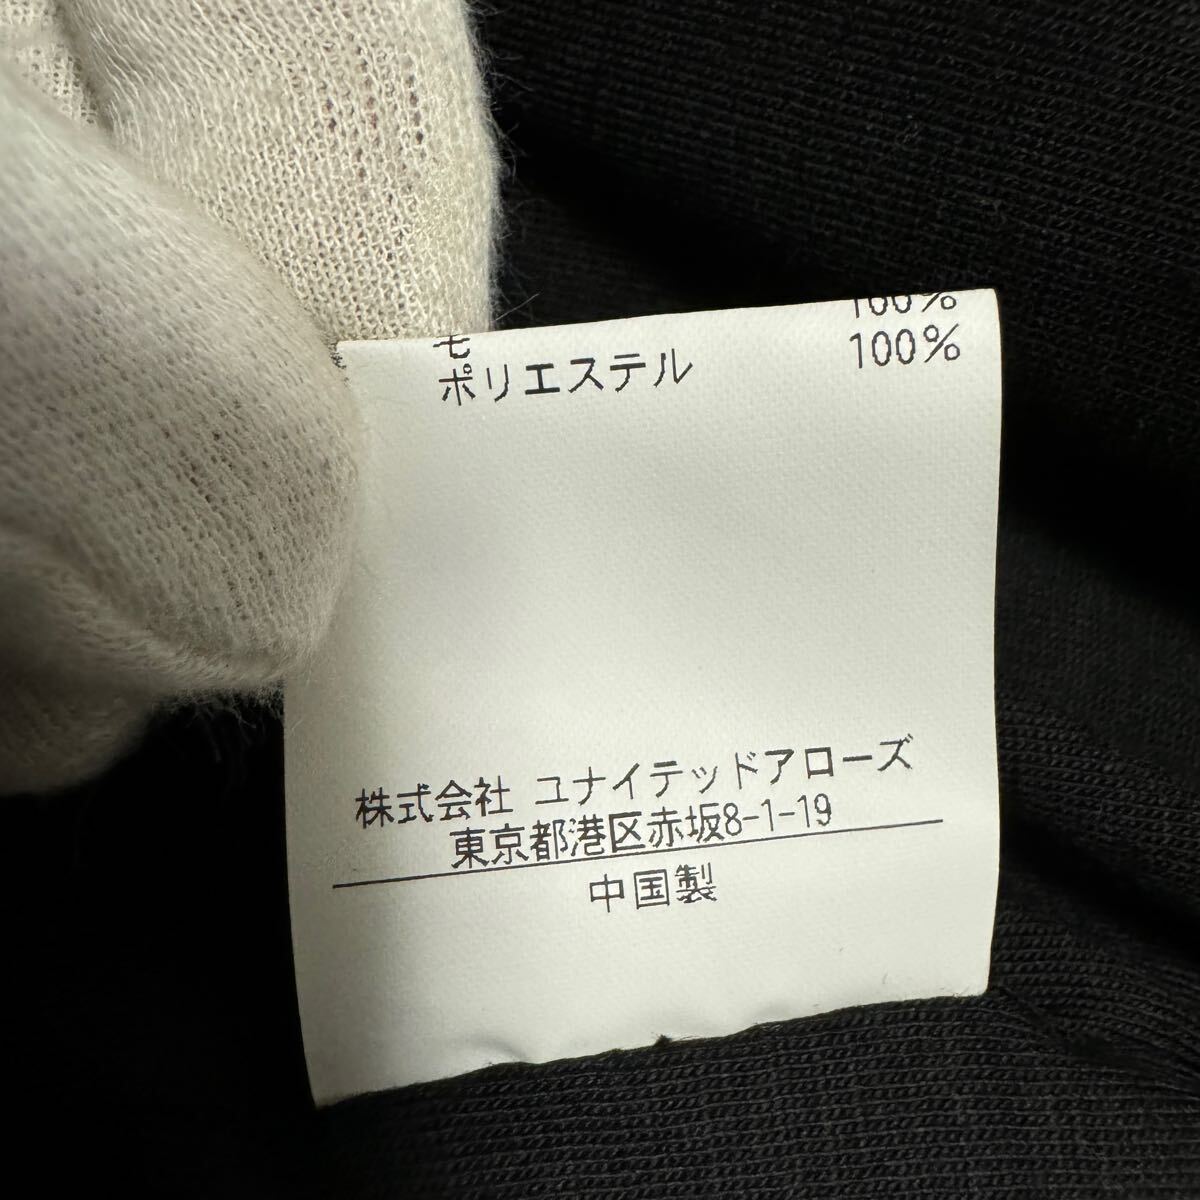 毛 100%
ポリエステル 100%
株式会社 ユナイテッドアローズ
東京都港区赤坂8-1-19
中国製